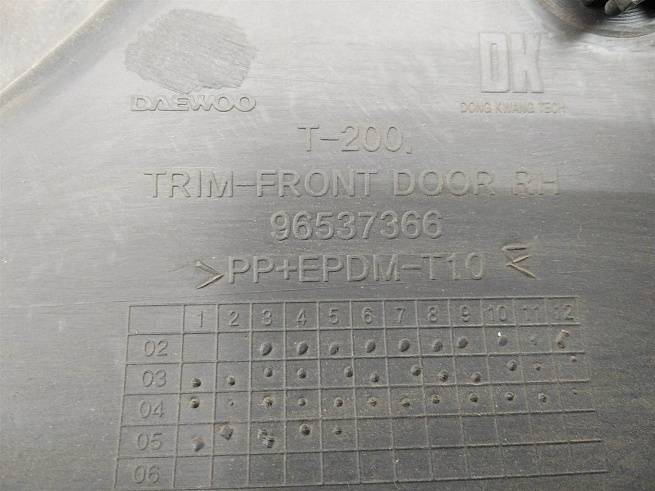 DAEWOO
DK
DONG KWANG TECH
T-200.
TRIM-FRONT DOOR RH
96537366
>PP+EPDM-T10<
1 2 3 4 5 6 7 8 9 10 11 12
02
03
04
05
06